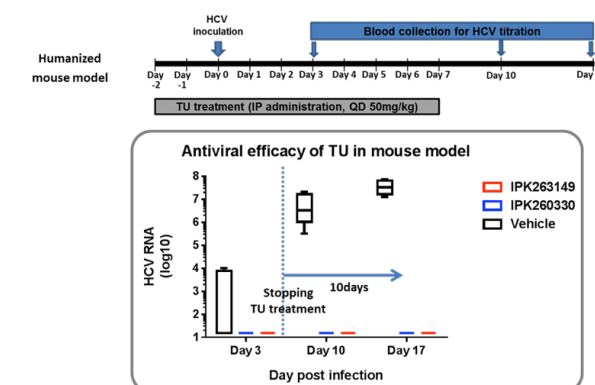 HCV
inoculation
Blood collection for HCV titration
Humanized
mouse model
Day -2 Day -1 Day 0 Day 1 Day 2 Day 3 Day 4 Day 5 Day 6 Day 7 Day 10 Day
TU treatment (IP administration, QD 50mg/kg)
Antiviral efficacy of TU in mouse model
HCV RNA
(log10)
8
7
6
5
4
3
2
1
IPK263149
IPK260330
Vehicle
10days
Stopping
TU treatment
Day 3 Day 10 Day 17
Day post infection